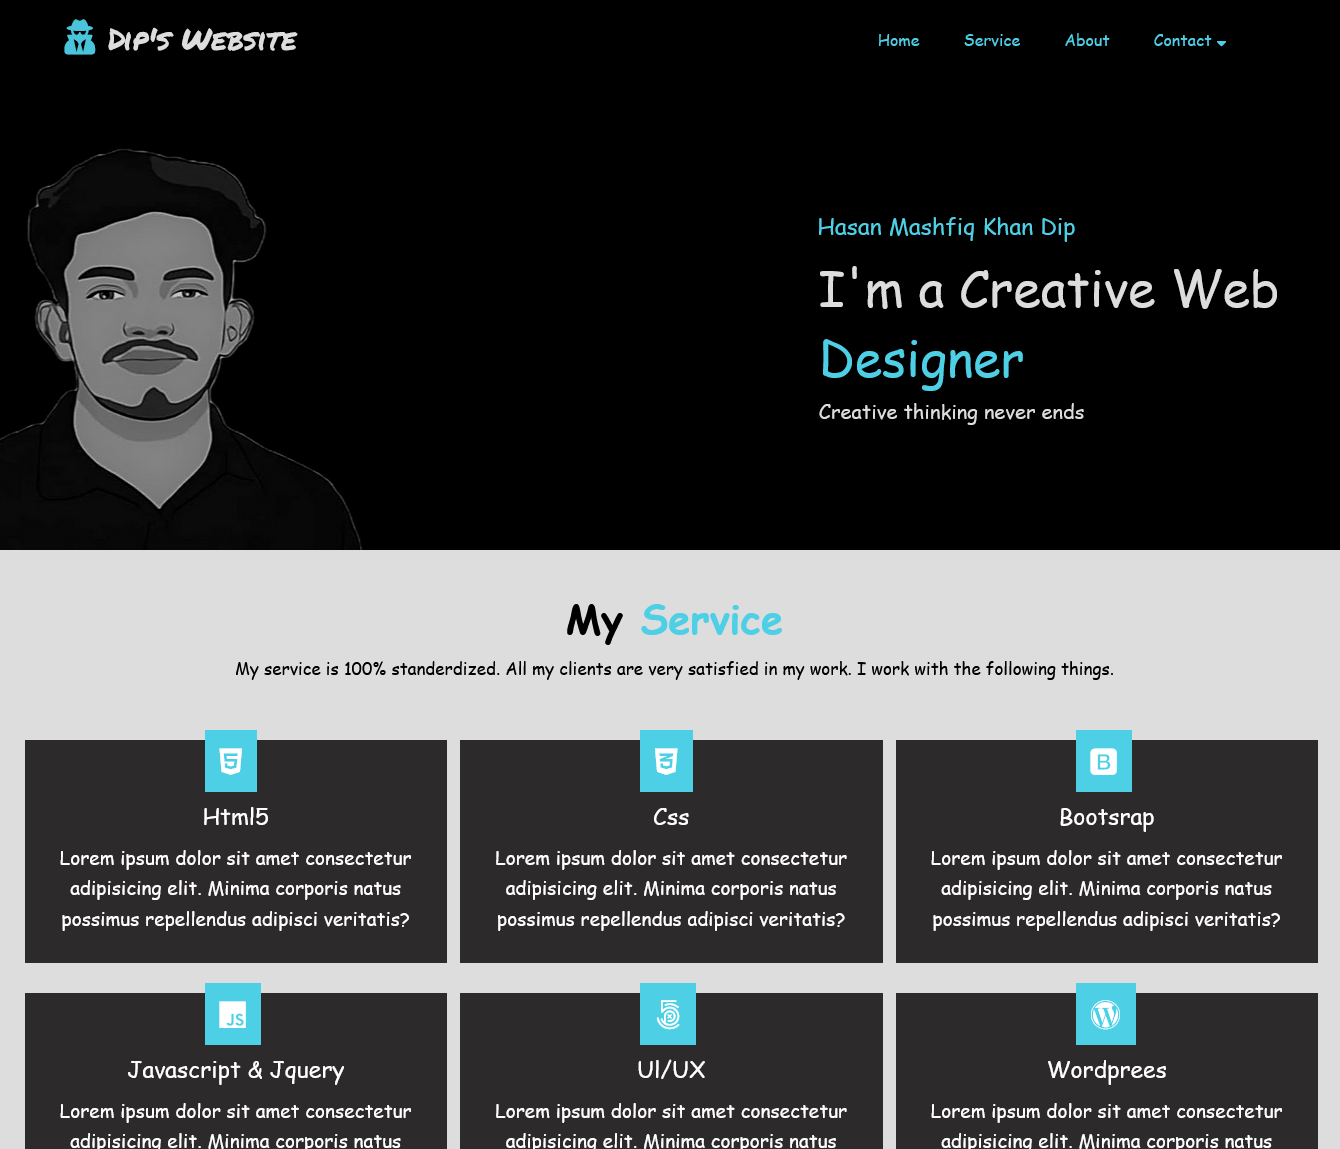 Dip's Website
Home Service About Contact
Hasan Mashfiq Khan Dip
I'm a Creative Web
Designer
Creative thinking never ends
My Service
My service is 100% standerdized. All my clients are very satisfied in my work. I work with the following things.
Html5
Lorem ipsum dolor sit amet consectetur
adipisicing elit. Minima corporis natus
possimus repellendus adipisci veritatis?
Css
Lorem ipsum dolor sit amet consectetur
adipisicing elit. Minima corporis natus
possimus repellendus adipisci veritatis?
B
Bootsrap
Lorem ipsum dolor sit amet consectetur
adipisicing elit. Minima corporis natus
possimus repellendus adipisci veritatis?
JS
Javascript & Jquery
Lorem ipsum dolor sit amet consectetur
adipisicing elit. Minima corporis natus
Ul/UX
Lorem ipsum dolor sit amet consectetur
adipisicing elit. Minima corporis natus
Wordprees
Lorem ipsum dolor sit amet consectetur
adipisicing elit. Minima corporis natus